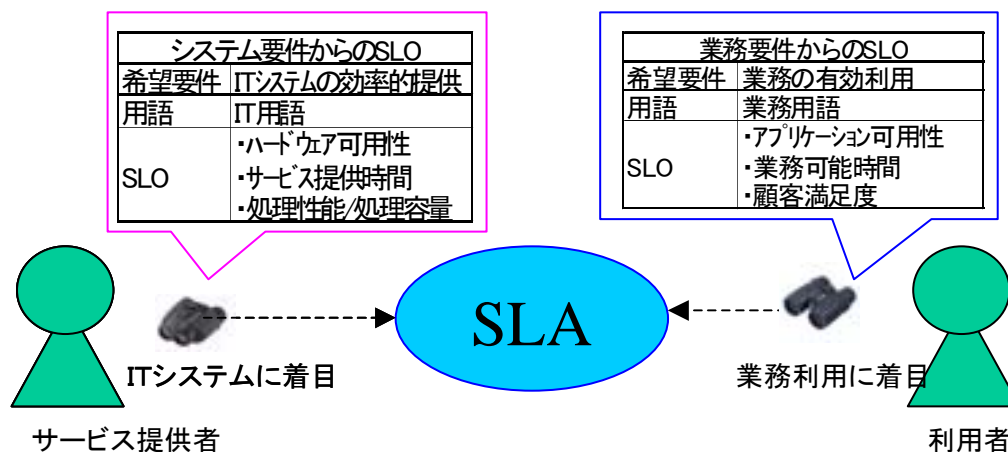 システム要件からのSLO
希望要件 ITシステムの効率的提供
用語 IT用語
SLO
・ハードウェア可用性
・サービス提供時間
・処理性能/処理容量
業務要件からのSLO
希望要件 業務の有効利用
用語 業務用語
SLO
・アプリケーション可用性
・業務可能時間
・顧客満足度
SLA
ITシステムに着目
業務利用に着目
サービス提供者
利用者